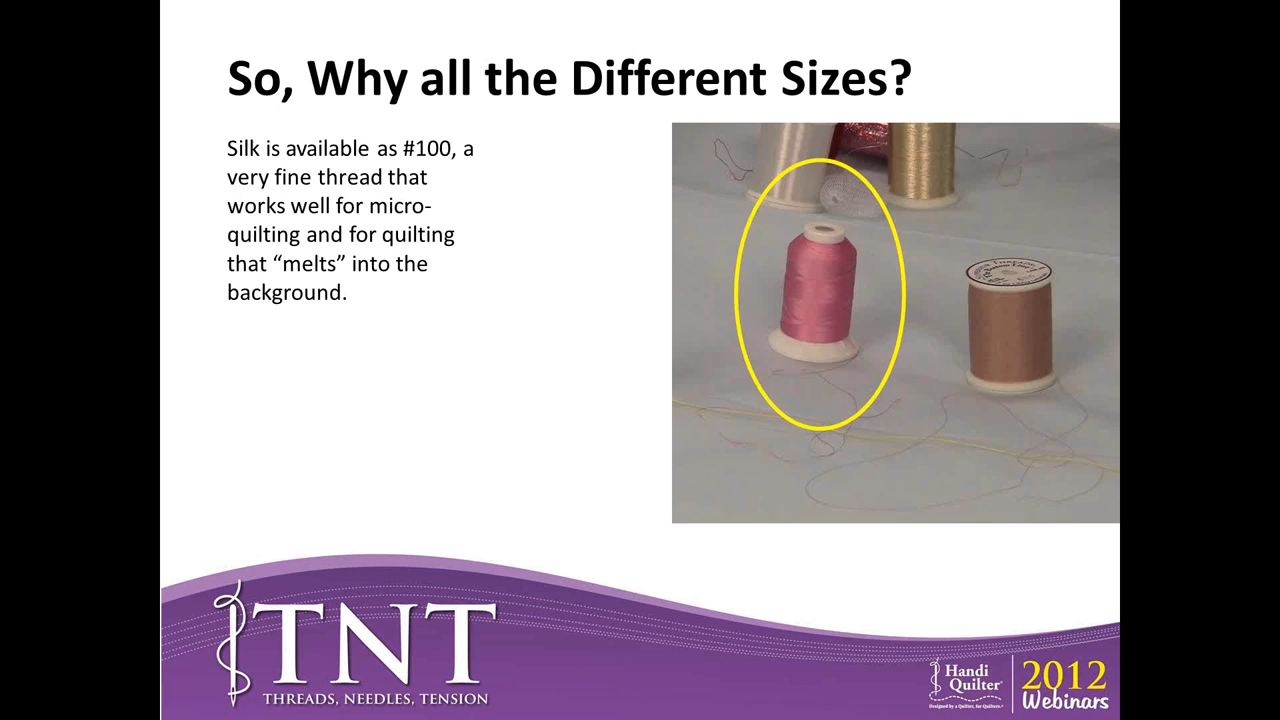 So, Why all the Different Sizes?
Silk is available as #100, a
very fine thread that
works well for micro-
quilting and for quilting
that “melts” into the
background.
TNT
THREADS, NEEDLES, TENSION
Handi
Quilter®
Designed by a Quilter, for Quilters.®
2012
Webinars